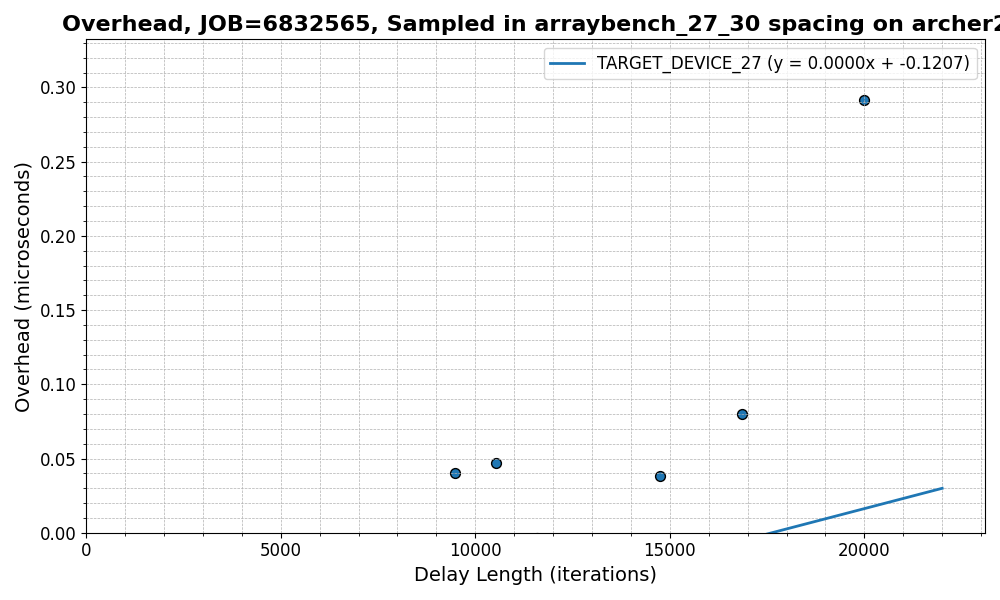 Overhead, JOB=6832565, Sampled in arraybench_27_30 spacing on archer2
TARGET_DEVICE_27 (y = 0.0000x + -0.1207)
Overhead (microseconds)
0.30
0.25
0.20
0.15
0.10
0.05
0.00
0 5000 10000 15000 20000
Delay Length (iterations)